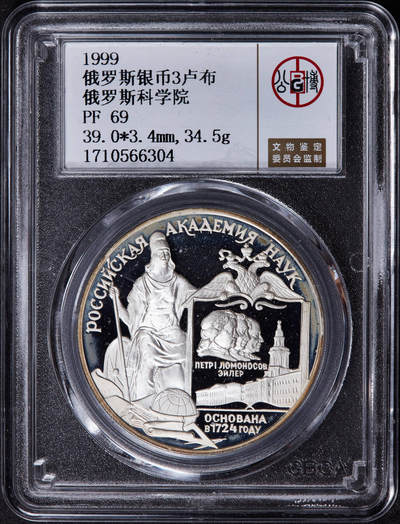 1999
俄罗斯银币3卢布
俄罗斯科学院
PF 69
39.0*3.4mm,34.5g
1710566304
公博
文物鉴定
委员会监制
РОССИЙСКАЯ АКАДЕМИЯ НАУК
ПЕТР I ЛОМОНОСОВ
ЭЙЛЕР
ОСНОВАНА
В 1724 ГОДУ